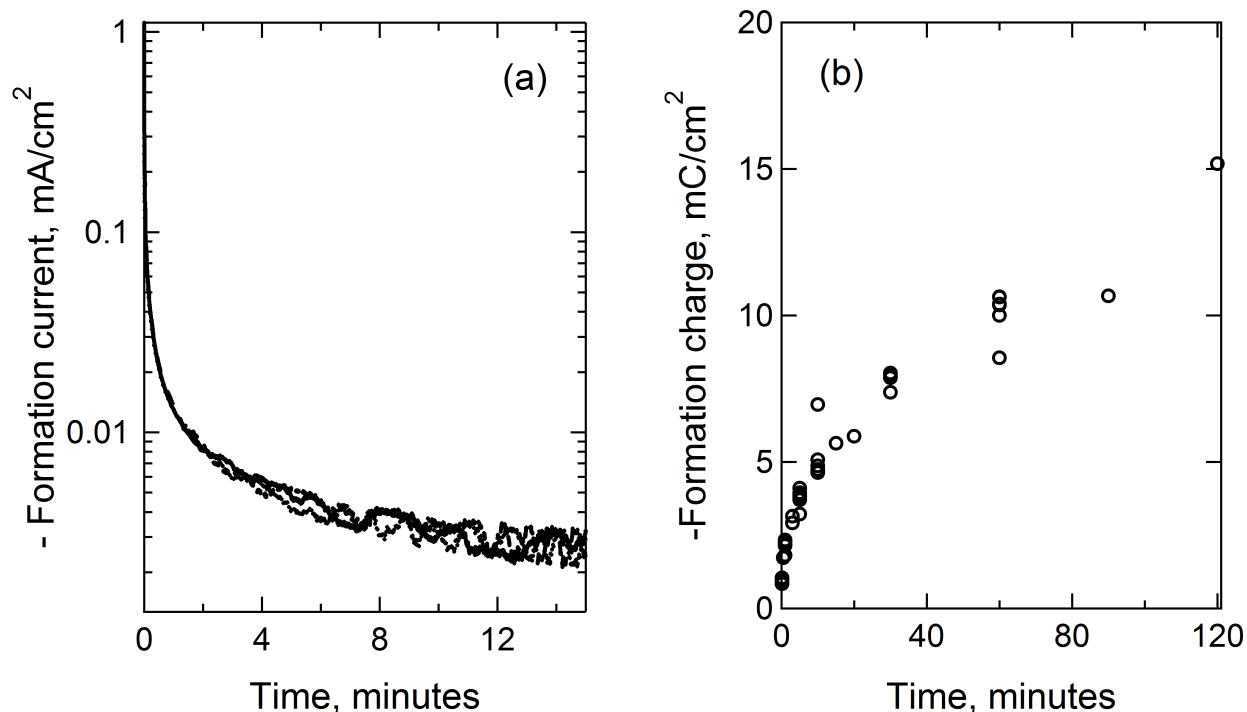 (a)
- Formation current, mA/cm²
1
0.1
0.01
0
4
8
12
Time, minutes
(b)
-Formation charge, mC/cm²
20
15
10
5
0
0
40
80
120
Time, minutes